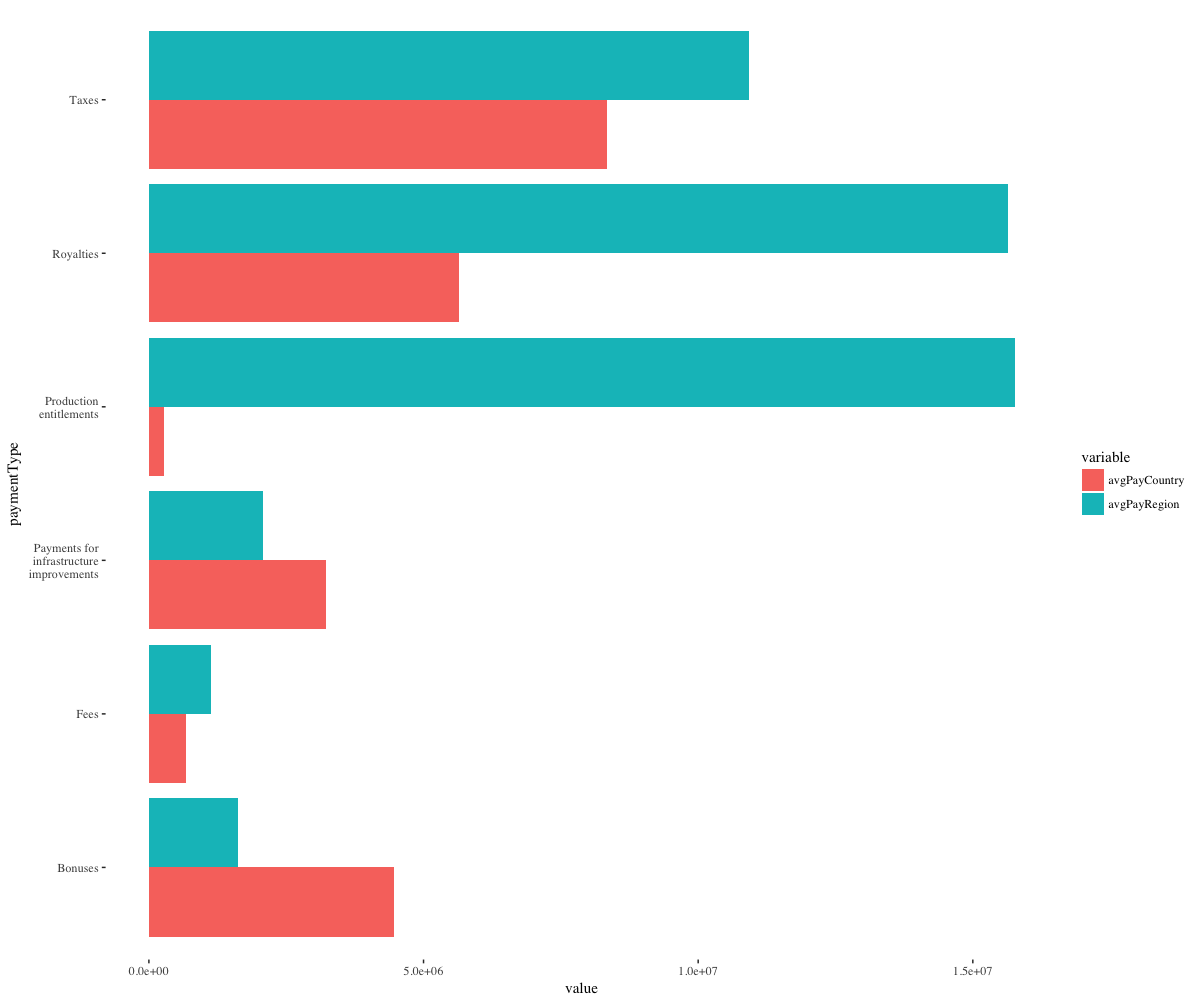 Taxes
Royalties
Production
entitlements
Payments for
infrastructure
improvements
Fees
Bonuses
paymentType
0.0e+00
5.0e+06
1.0e+07
1.5e+07
value
variable
avgPayCountry
avgPayRegion